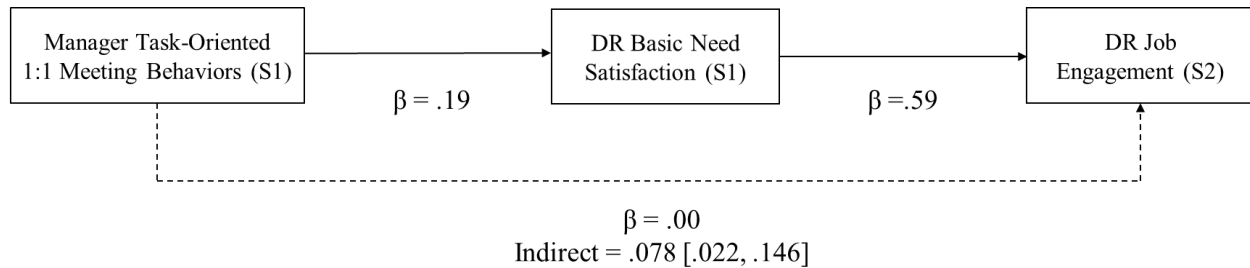 Manager Task-Oriented
1:1 Meeting Behaviors (S1)
DR Basic Need
Satisfaction (S1)
DR Job
Engagement (S2)
β = .19
β =.59
β = .00
Indirect = .078 [.022, .146]